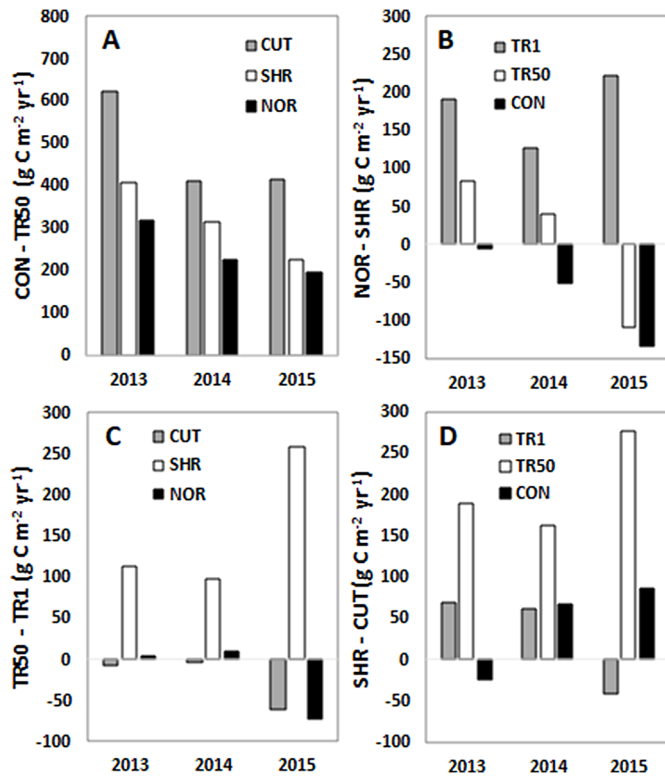 A
CON - TR50 (g C m-2 yr-1)
800
700
600
500
400
300
200
100
0
CUT
SHR
NOR
2013 2014 2015
B
NOR - SHR (g C m-2 yr-1)
300
250
200
150
100
50
0
-50
-100
-150
TR1
TR50
CON
2013 2014 2015
C
TR50 - TR1 (g C m-2 yr-1)
300
250
200
150
100
50
0
-50
-100
CUT
SHR
NOR
2013 2014 2015
D
SHR - CUT(g C m-2 yr-1)
300
250
200
150
100
50
0
-50
-100
TR1
TR50
CON
2013 2014 2015